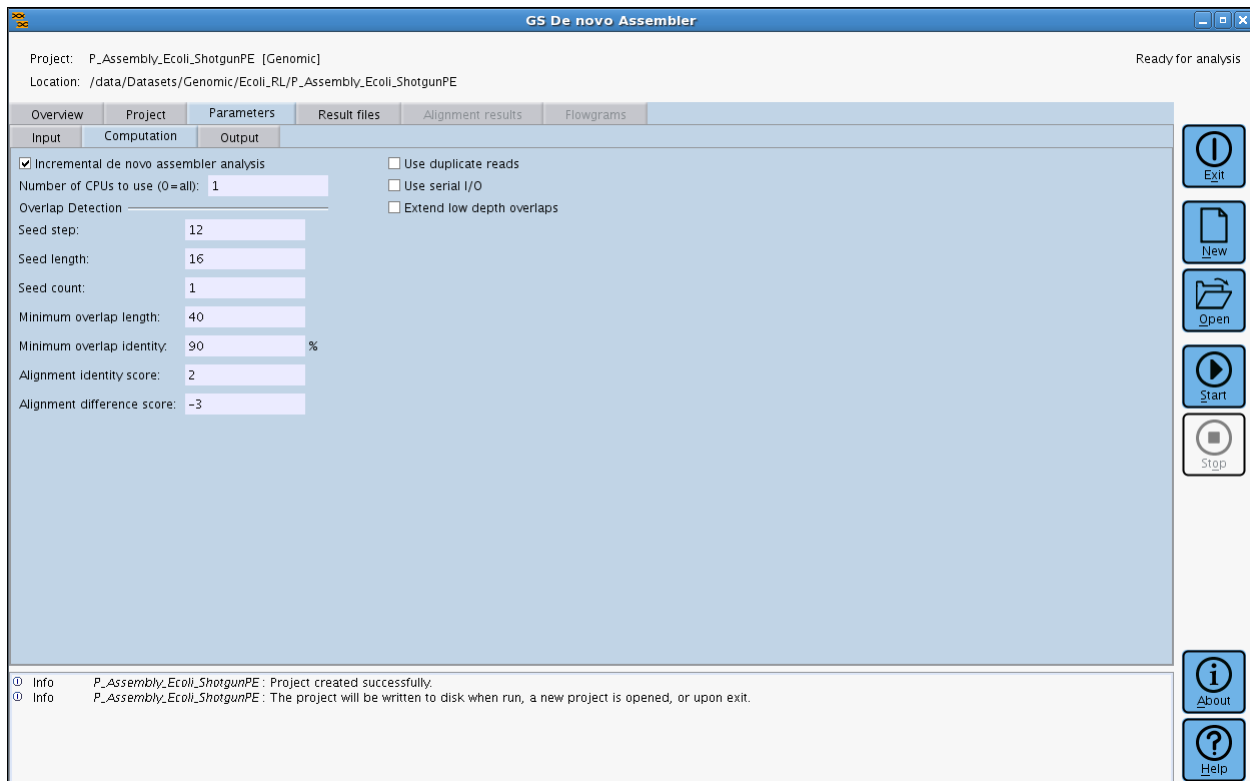 GS De novo Assembler
Project: P_Assembly_Ecoli_ShotgunPE [Genomic]
Ready for analysis
Location: /data/Datasets/Genomic/Ecoli_RL/P_Assembly_Ecoli_ShotgunPE
Overview Project Parameters Result files Alignment results Flowgrams
Input Computation Output
Incremental de novo assembler analysis
Use duplicate reads
Number of CPUs to use (0=all): 1
Use serial I/O
Overlap Detection
Extend low depth overlaps
Seed step: 12
Seed length: 16
Seed count: 1
Minimum overlap length: 40
Minimum overlap identity: 90 %
Alignment identity score: 2
Alignment difference score: -3
Exit
New
Open
Start
Stop
About
Help
Info P_Assembly_Ecoli_ShotgunPE : Project created successfully.
Info P_Assembly_Ecoli_ShotgunPE : The project will be written to disk when run, a new project is opened, or upon exit.